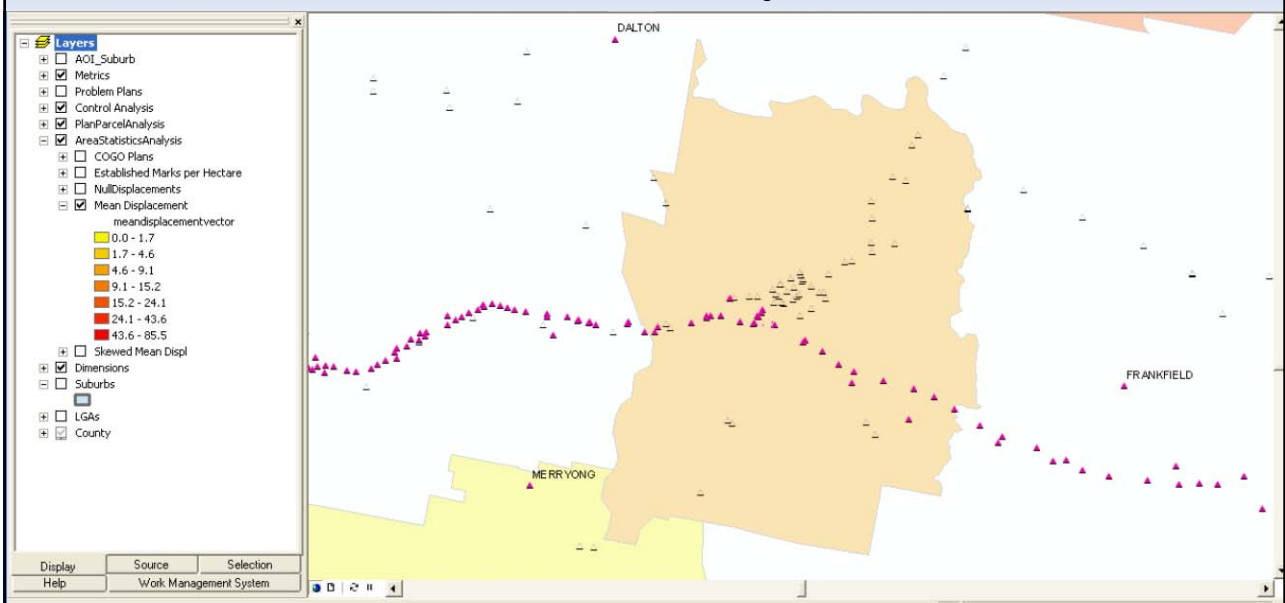 Layers
AOI_Suburb
Metrics
Problem Plans
Control Analysis
PlanParcelAnalysis
AreaStatisticsAnalysis
COGO Plans
Established Marks per Hectare
NullDisplacements
Mean Displacement
meandisplacementvector
0.0 - 1.7
1.7 - 4.6
4.6 - 9.1
9.1 - 15.2
15.2 - 24.1
24.1 - 43.6
43.6 - 85.5
Skewed Mean Displ
Dimensions
Suburbs
LGAs
County
Display Source Selection
Help Work Management System
DALTON
FRANKFIELD
MERRYONG